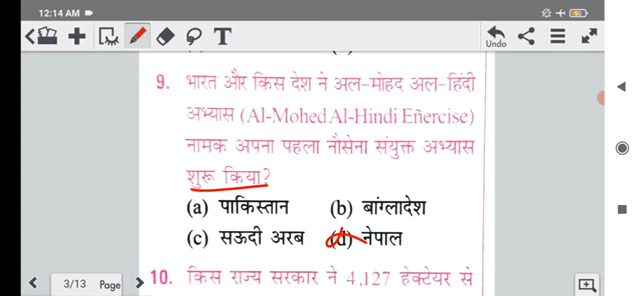 12:14 AM
Undo
9. भारत और किस देश ने अल-मोहद अल-हिंदी
अभ्यास (Al-Mohed Al-Hindi Eñercise)
नामक अपना पहला नौसेना संयुक्त अभ्यास
शुरू किया?
(a) पाकिस्तान (b) बांग्लादेश
(c) सऊदी अरब (d) नेपाल
10. किस राज्य सरकार ने 4,127 हेक्टेयर से
3/13 Page